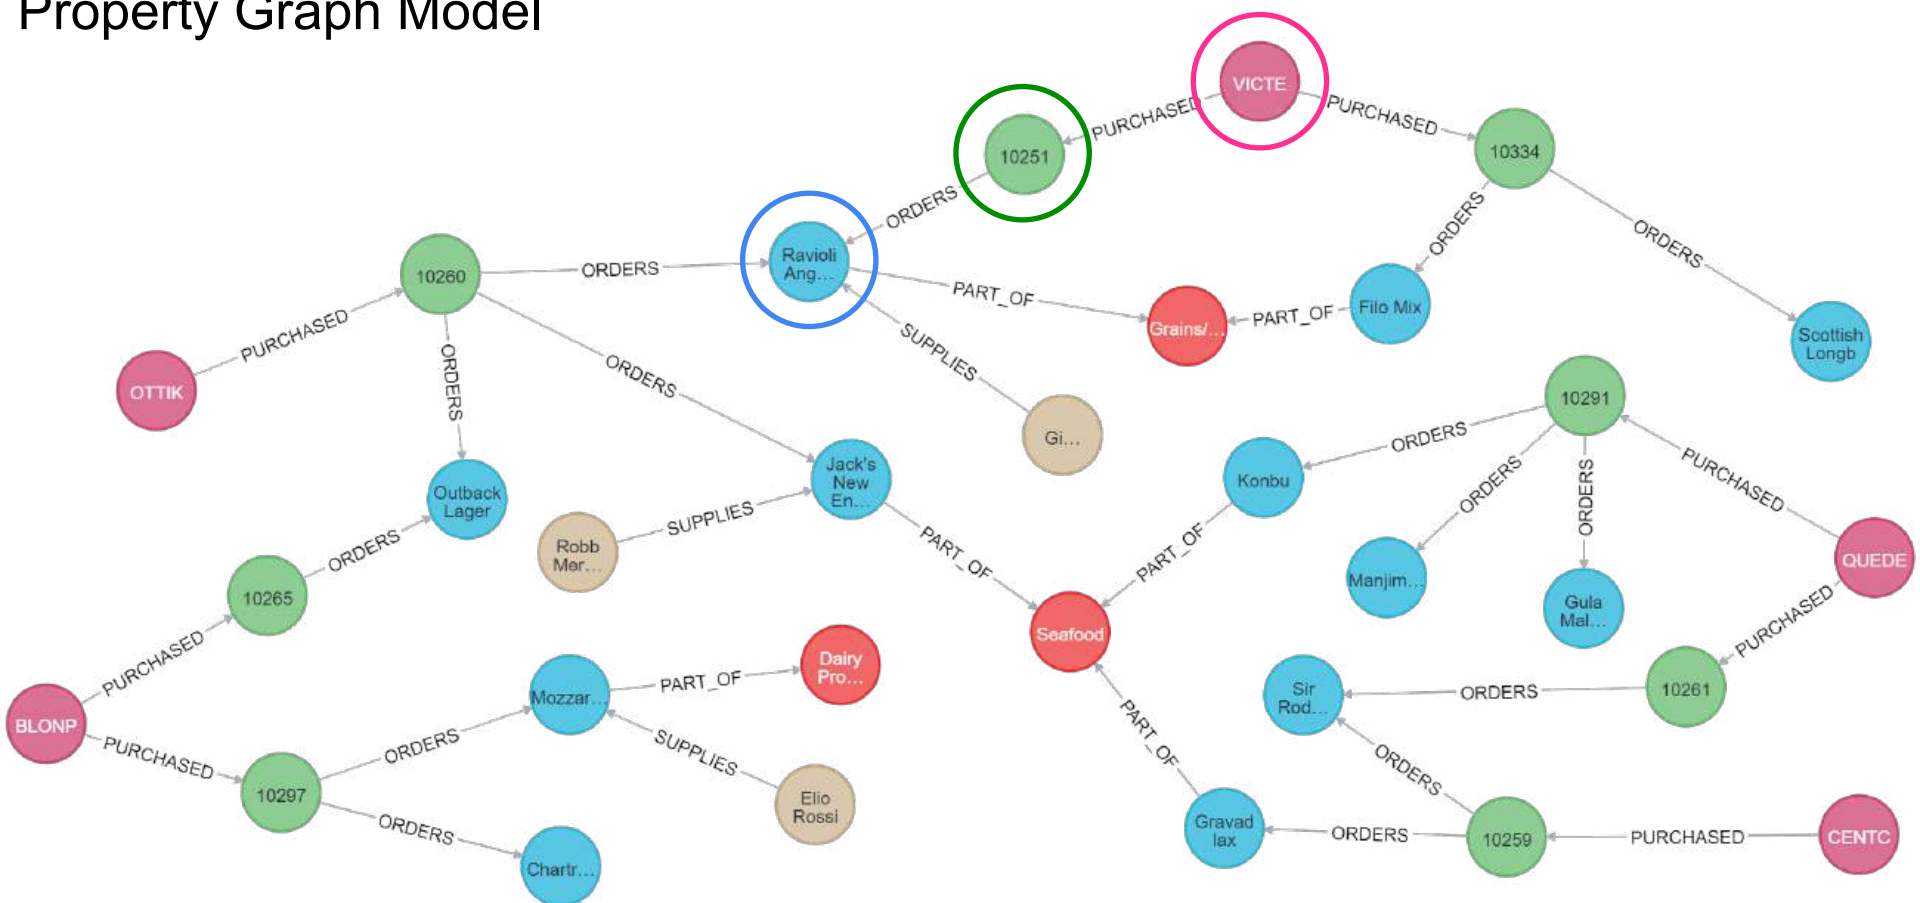 Property Graph Model
VICTE
PURCHASED
PURCHASED
10251
10334
ORDERS
ORDERS
ORDERS
Ravioli
Ang...
10260
ORDERS
PART_OF
Grains/...
PART_OF
Filo Mix
Scottish
Longb
PURCHASED
SUPPLIES
OTTIK
ORDERS
ORDERS
10291
Gi...
ORDERS
Konbu
ORDERS
ORDERS
PURCHASED
Jack's
New
En...
Outback
Lager
SUPPLIES
Robb
Mer...
ORDERS
PART_OF
PART_OF
Manjim...
Gula
Mal...
QUEDE
10265
PURCHASED
Seafood
PURCHASED
Dairy
Pro...
PART_OF
Mozzar...
Sir
Rod...
ORDERS
10261
BLONP
PURCHASED
ORDERS
SUPPLIES
PART_OF
ORDERS
10297
Elio
Rossi
ORDERS
Chartr...
Gravad
lax
ORDERS
10259
PURCHASED
CENTC